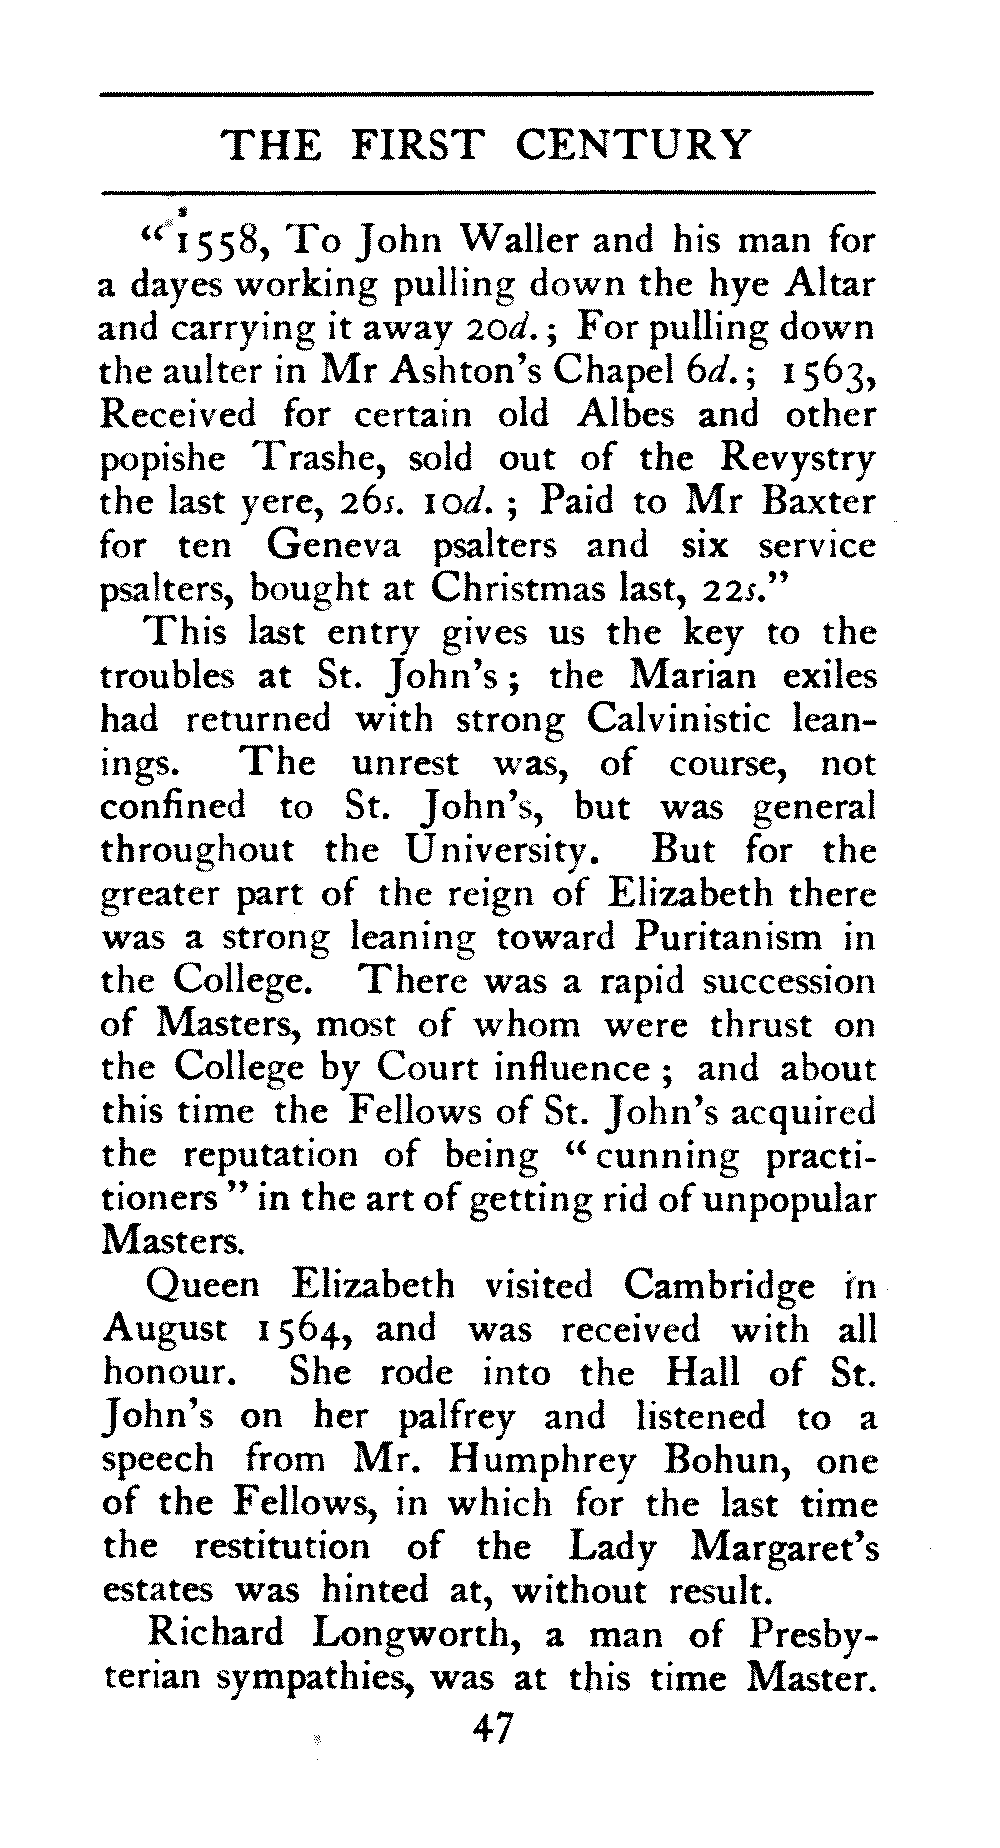 THE FIRST CENTURY
“1558, To John Waller and his man for
a dayes working pulling down the hye Altar
and carrying it away 20d. ; For pulling down
the aulter in Mr Ashton’s Chapel 6d. ; 1563,
Received for certain old Albes and other
popishe Trashe, sold out of the Revystry
the last yere, 26s. 10d. ; Paid to Mr Baxter
for ten Geneva psalters and six service
psalters, bought at Christmas last, 22s.”
This last entry gives us the key to the
troubles at St. John’s ; the Marian exiles
had returned with strong Calvinistic lean-
ings. The unrest was, of course, not
confined to St. John’s, but was general
throughout the University. But for the
greater part of the reign of Elizabeth there
was a strong leaning toward Puritanism in
the College. There was a rapid succession
of Masters, most of whom were thrust on
the College by Court influence ; and about
this time the Fellows of St. John’s acquired
the reputation of being “ cunning practi-
tioners ” in the art of getting rid of unpopular
Masters.
Queen Elizabeth visited Cambridge in
August 1564, and was received with all
honour. She rode into the Hall of St.
John’s on her palfrey and listened to a
speech from Mr. Humphrey Bohun, one
of the Fellows, in which for the last time
the restitution of the Lady Margaret’s
estates was hinted at, without result.
Richard Longworth, a man of Presby-
terian sympathies, was at this time Master.
47